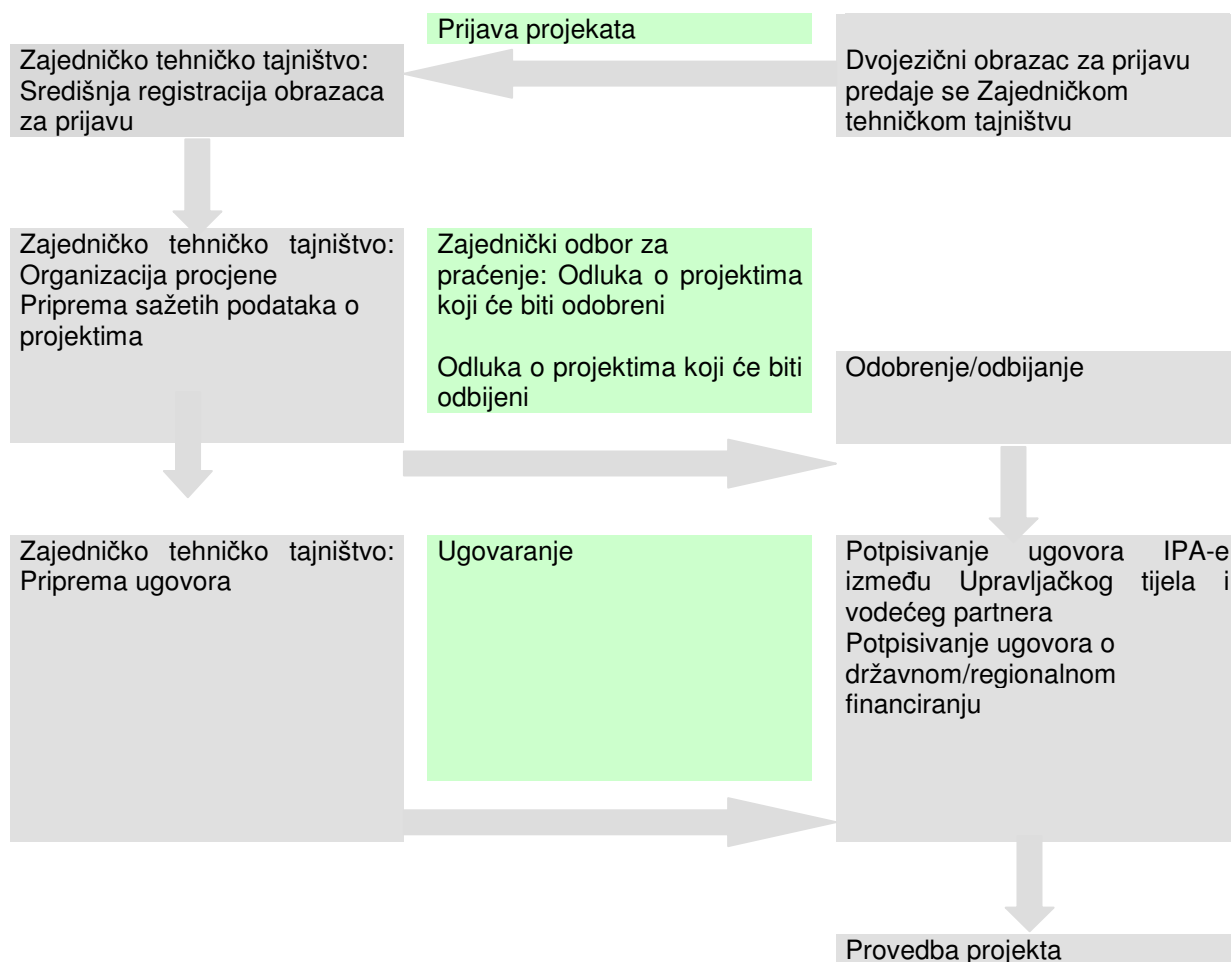 Prijava projekata
Zajedničko tehničko tajništvo:
Središnja registracija obrazaca
za prijavu
Dvojezični obrazac za prijavu
predaje se Zajedničkom
tehničkom tajništvu
Zajedničko tehničko tajništvo:
Organizacija procjene
Priprema sažetih podataka o
projektima
Zajednički odbor za
praćenje: Odluka o projektima
koji će biti odobreni
Odluka o projektima koji će biti
odbijeni
Odobrenje/odbijanje
Zajedničko tehničko tajništvo:
Priprema ugovora
Ugovaranje
Potpisivanje ugovora IPA-e
između Upravljačkog tijela i
vodećeg partnera
Potpisivanje ugovora o
državnom/regionalnom
financiranju
Provedba projekta